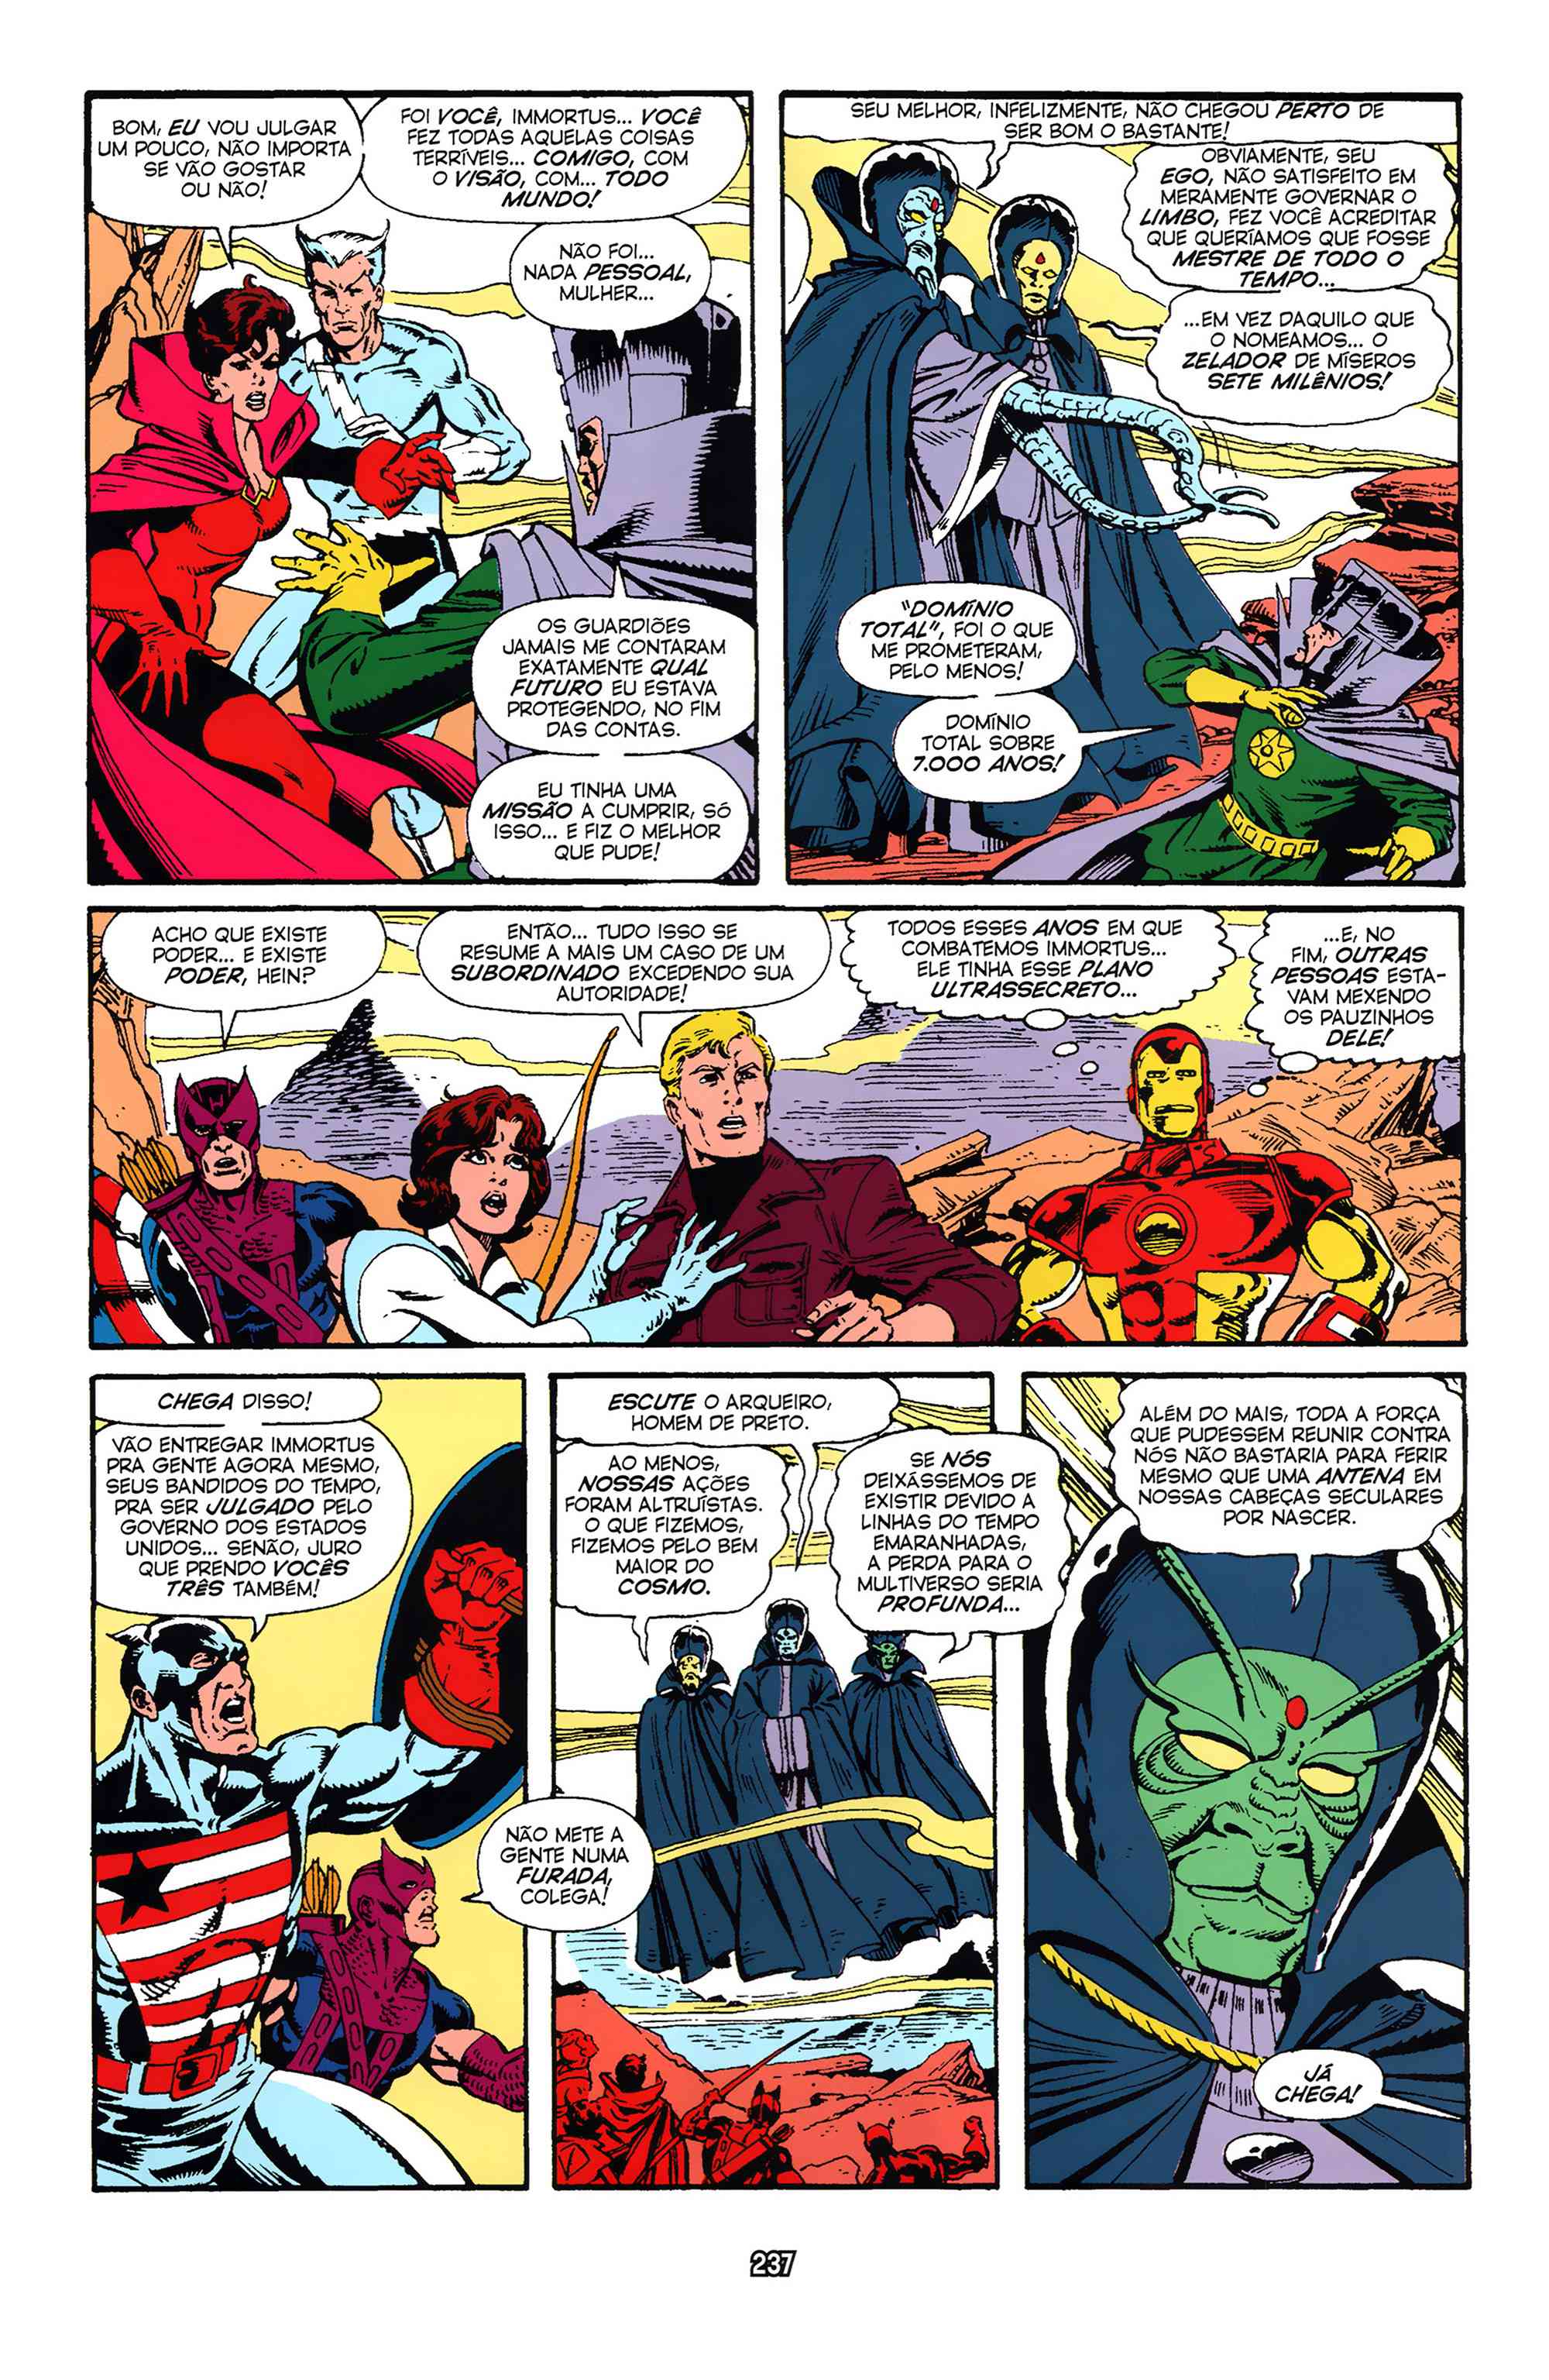 BOM, EU VOU JULGAR
UM POUCO, NÃO IMPORTA
SE VÃO GOSTAR
OU NÃO!
FOI VOCÊ, IMMORTUS... VOCÊ
FEZ TODAS AQUELAS COISAS
TERRÍVEIS... COMIGO, COM
O VISÃO, COM... TODO
MUNDO!
NÃO FOI...
NADA PESSOAL,
MULHER...
OS GUARDIÕES
JAMAIS ME CONTARAM
EXATAMENTE QUAL
FUTURO EU ESTAVA
PROTEGENDO, NO FIM
DAS CONTAS.
EU TINHA UMA
MISSÃO A CUMPRIR, SÓ
ISSO... E FIZ O MELHOR
QUE PUDE!
SEU MELHOR, INFELIZMENTE, NÃO CHEGOU PERTO DE
SER BOM O BASTANTE!
OBVIAMENTE, SEU
EGO, NÃO SATISFEITO EM
MERAMENTE GOVERNAR O
LIMBO, FEZ VOCÊ ACREDITAR
QUE QUERÍAMOS QUE FOSSE
MESTRE DE TODO O
TEMPO...
...EM VEZ DAQUILO QUE
O NOMEAMOS... O
ZELADOR DE MÍSEROS
SETE MILÊNIOS!
"DOMÍNIO
TOTAL", FOI O QUE
ME PROMETERAM,
PELO MENOS!
DOMÍNIO
TOTAL SOBRE
7.000 ANOS!
ACHO QUE EXISTE
PODER... E EXISTE
PODER, HEIN?
ENTÃO... TUDO ISSO SE
RESUME A MAIS UM CASO DE UM
SUBORDINADO EXCEDENDO SUA
AUTORIDADE!
TODOS ESSES ANOS EM QUE
COMBATEMOS IMMORTUS...
ELE TINHA ESSE PLANO
ULTRASSECRETO...
...E, NO
FIM, OUTRAS
PESSOAS ESTA-
VAM MEXENDO
OS PAUZINHOS
DELE!
CHEGA DISSO!
VÃO ENTREGAR IMMORTUS
PRA GENTE AGORA MESMO,
SEUS BANDIDOS DO TEMPO,
PRA SER JULGADO PELO
GOVERNO DOS ESTADOS
UNIDOS... SENÃO, JURO
QUE PRENDO VOCÊS
TRÊS TAMBÉM!
NÃO METE A
GENTE NUMA
FURADA,
COLEGA!
ESCUTE O ARQUEIRO,
HOMEM DE PRETO.
AO MENOS,
NOSSAS AÇÕES
FORAM ALTRUÍSTAS.
O QUE FIZEMOS,
FIZEMOS PELO BEM
MAIOR DO
COSMO.
SE NÓS
DEIXÁSSEMOS DE
EXISTIR DEVIDO A
LINHAS DO TEMPO
EMARANHADAS,
A PERDA PARA O
MULTIVERSO SERIA
PROFUNDA...
ALÉM DO MAIS, TODA A FORÇA
QUE PUDESSEM REUNIR CONTRA
NÓS NÃO BASTARIA PARA FERIR
MESMO QUE UMA ANTENA EM
NOSSAS CABEÇAS SECULARES
POR NASCER.
JÁ
CHEGA!
237